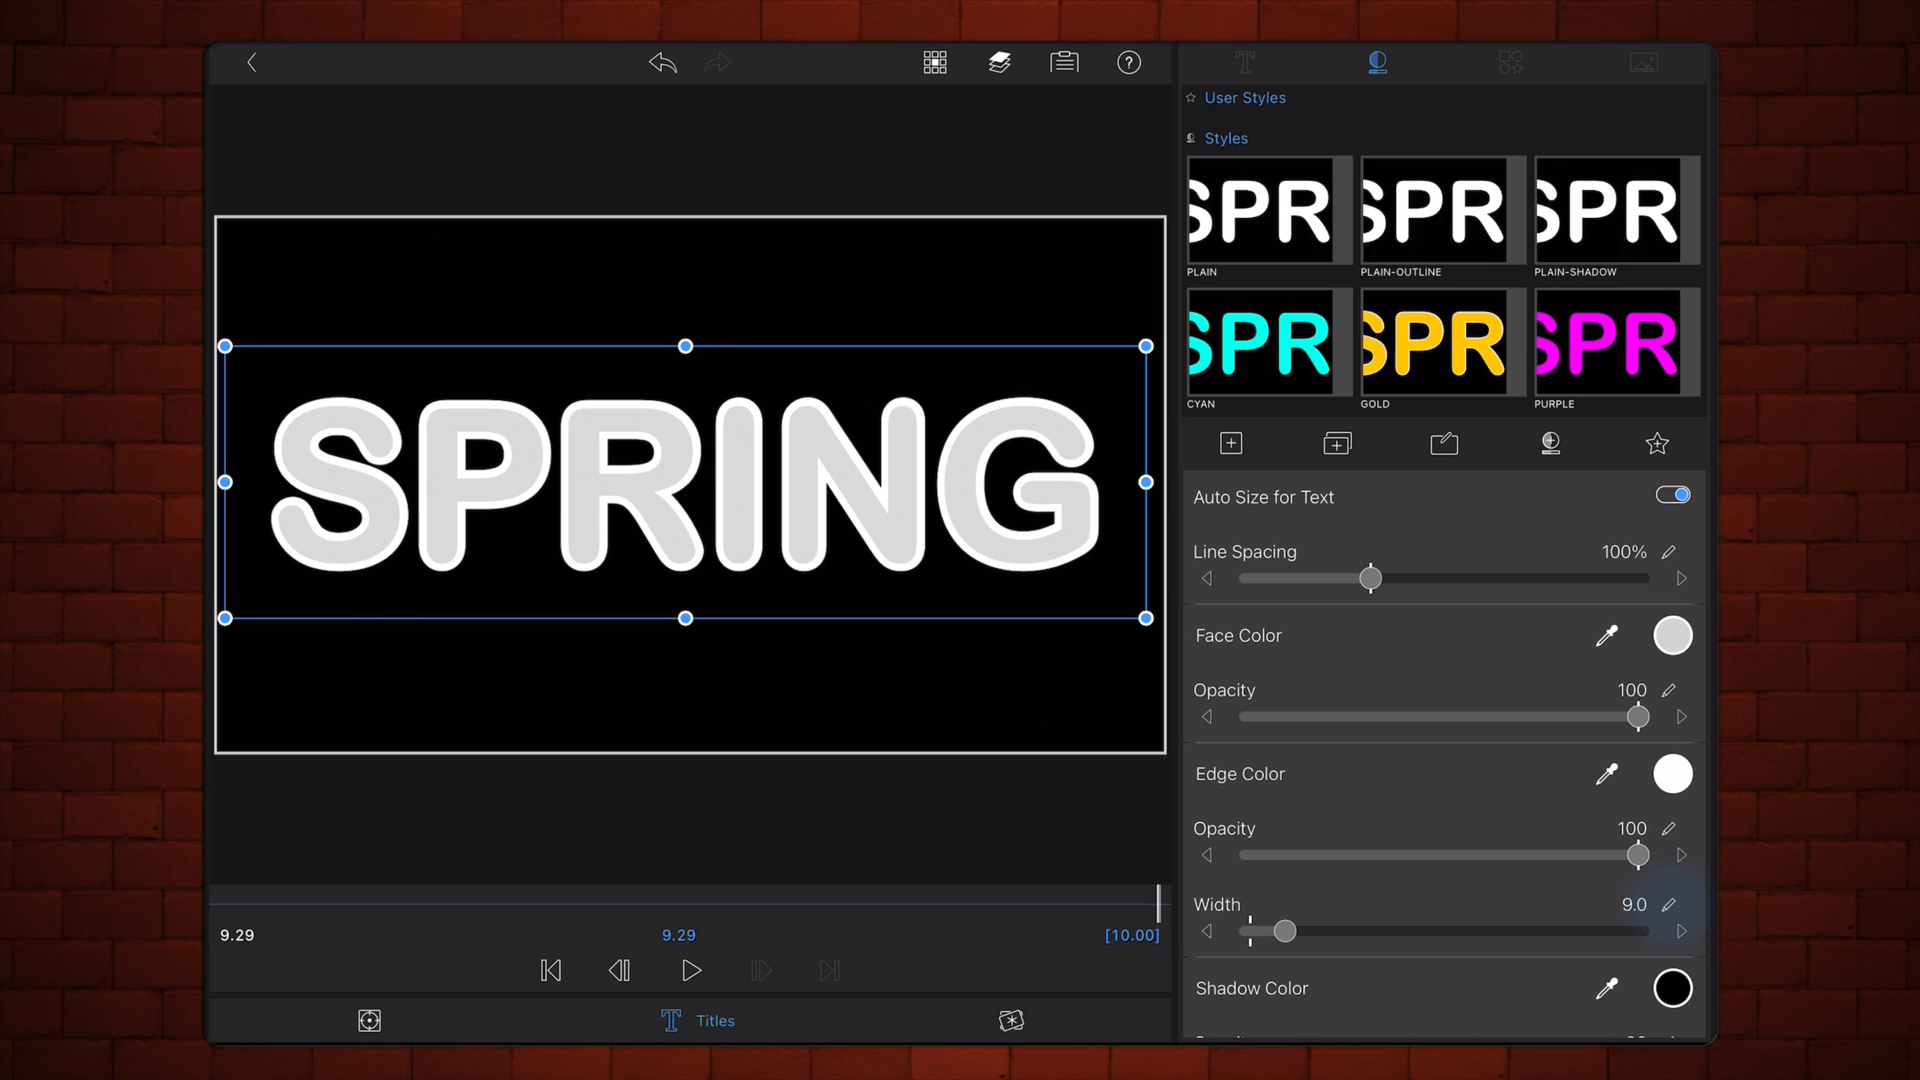 User Styles
Styles
SPR
SPR
SPR
PLAIN
PLAIN-OUTLINE
PLAIN-SHADOW
SPR
SPR
SPR
CYAN
GOLD
PURPLE
SPRING
Auto Size for Text
Line Spacing 100%
Face Color
Opacity 100
Edge Color
Opacity 100
Width 9.0
Shadow Color
9.29
9.29
[10.00]
T Titles